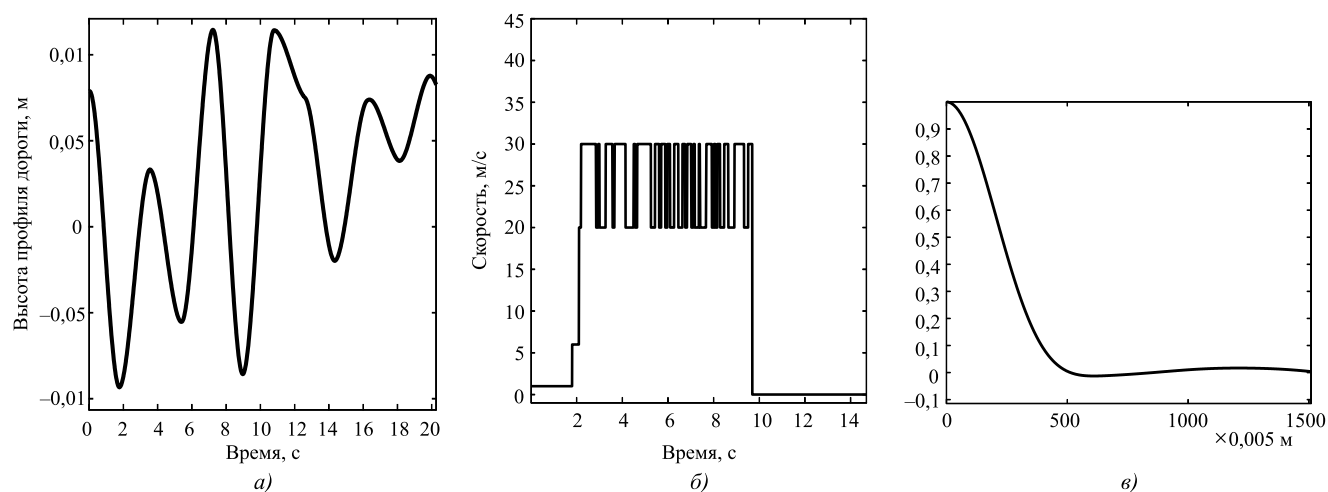 Высота профиля дороги, м
0,01
0,05
0
–0,05
–0,01
0 2 4 6 8 10 12 14 16 18 20
Время, с
а)
Скорость, м/с
45
40
35
30
25
20
15
10
5
0
2 4 6 8 10 12 14
Время, с
б)
0,9
0,8
0,7
0,6
0,5
0,4
0,3
0,2
0,1
0
–0,1
0 500 1000 1500
×0,005 м
в)